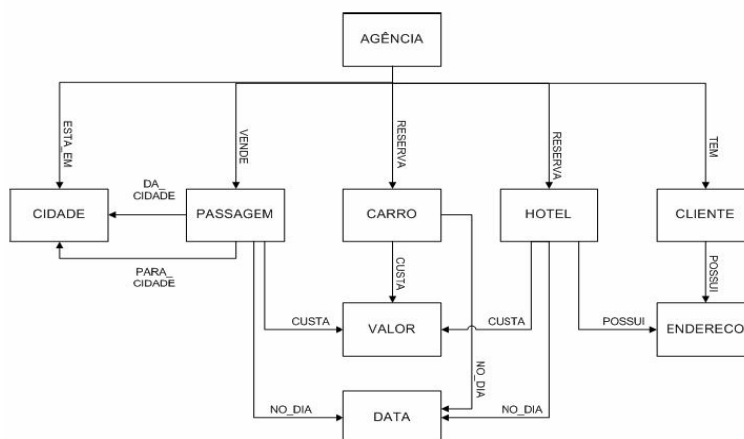 AGÊNCIA
ESTA_EM
VENDE
RESERVA
RESERVA
TEM
DA_
CIDADE
CIDADE
PASSAGEM
CARRO
HOTEL
CLIENTE
PARA_
CIDADE
CUSTA
POSSUI
CUSTA
VALOR
CUSTA
POSSUI
ENDERECO
NO_DIA
NO_DIA
DATA
NO_DIA